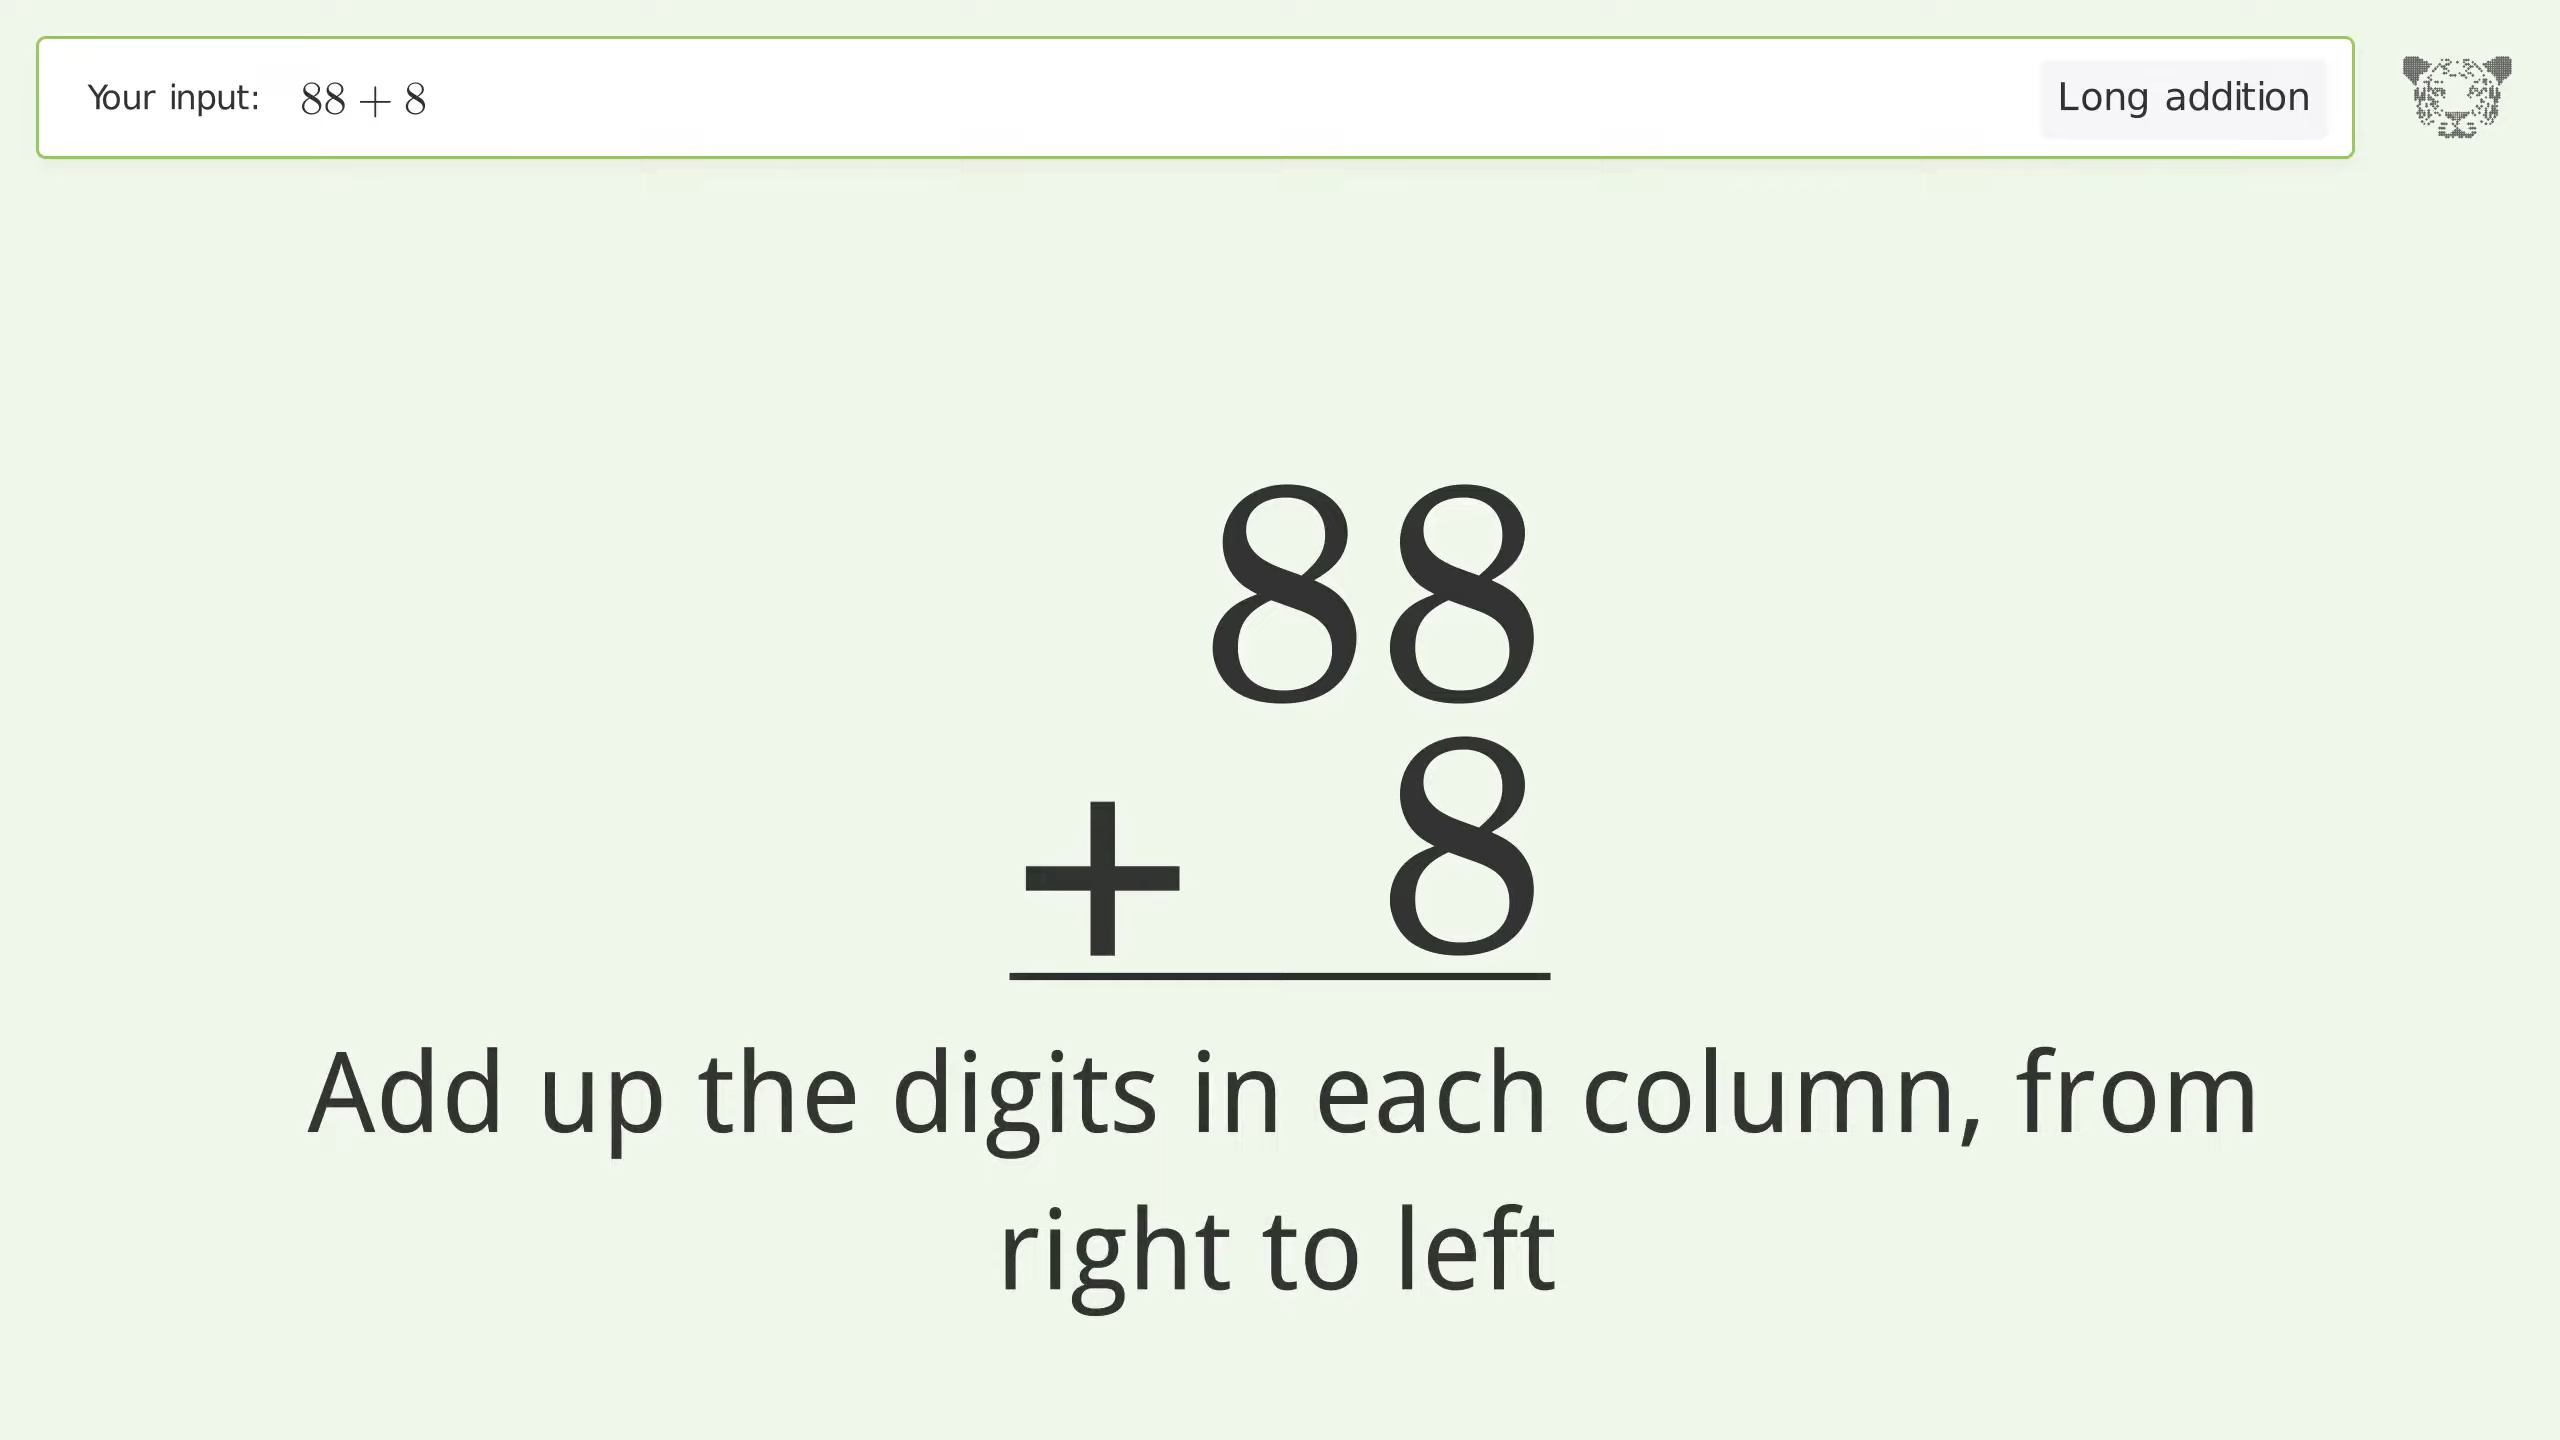 Your input: 88 + 8
Long addition
88
+ 8
Add up the digits in each column, from
right to left